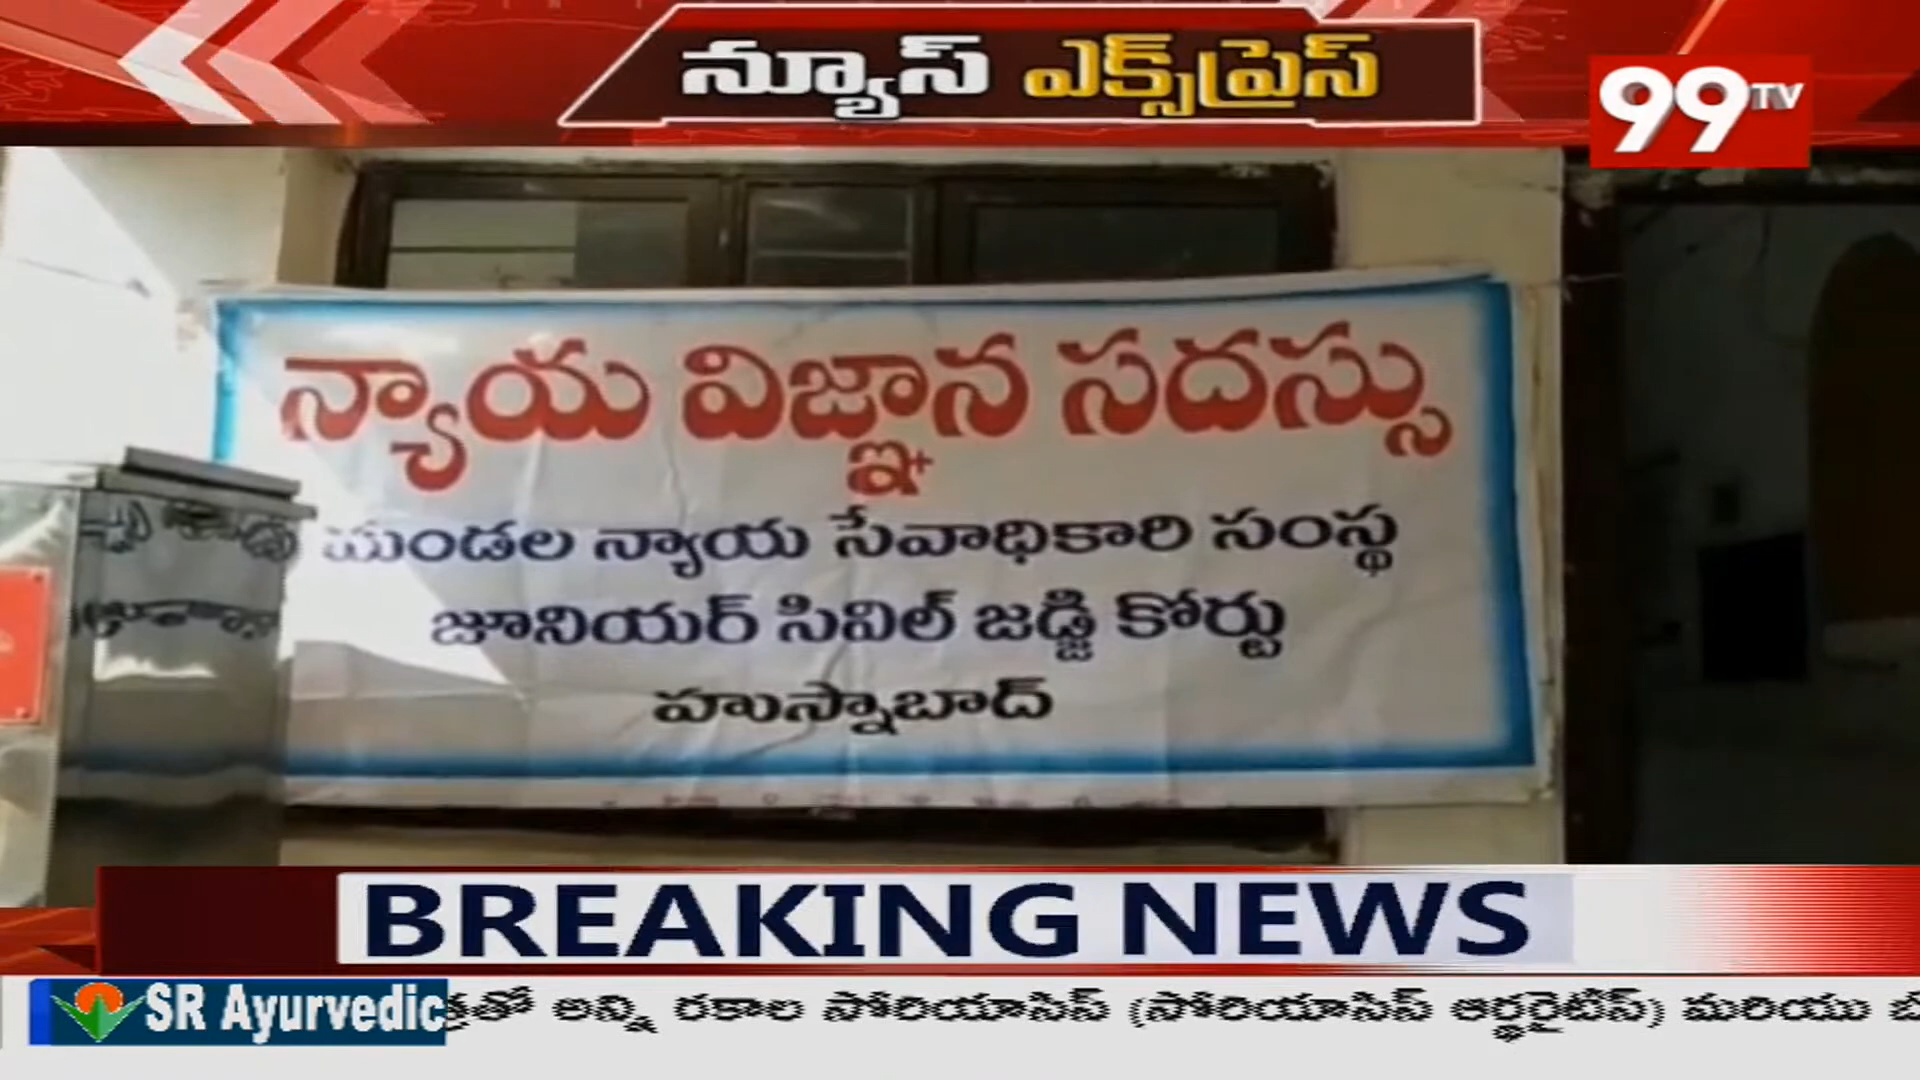 న్యూస్ ఎక్స్‌ప్రెస్
99TV
న్యాయ విజ్ఞాన సదస్సు
మండల న్యాయ సేవాధికారి సంస్థ
జూనియర్ సివిల్ జడ్జి కోర్టు
హుస్నాబాద్
BREAKING NEWS
SR Ayurvedic
అన్ని రకాల సోరియాసిస్ (సోరియాసిస్ ఆర్థరైటిస్) మరియు